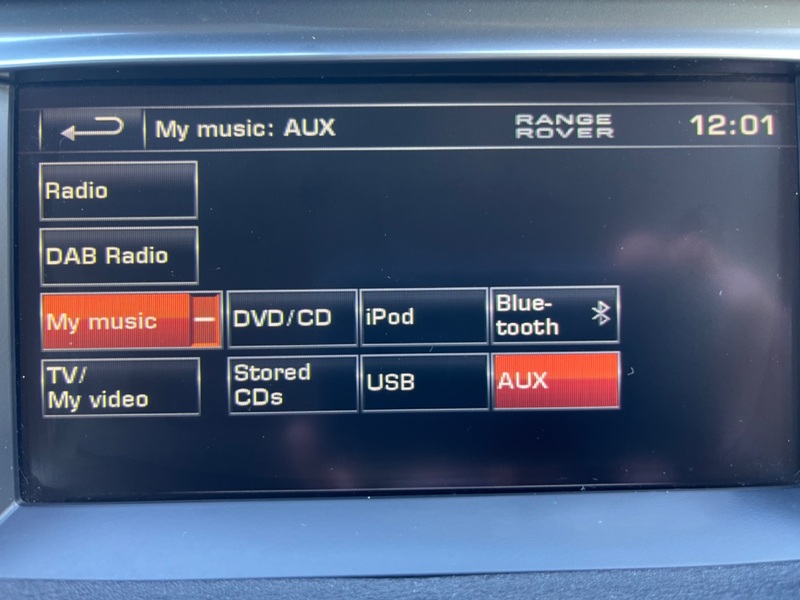 My music: AUX
RANGE
ROVER
12:01
Radio
DAB Radio
My music
DVD/CD
iPod
Blue-
tooth
TV/
My video
Stored
CDs
USB
AUX